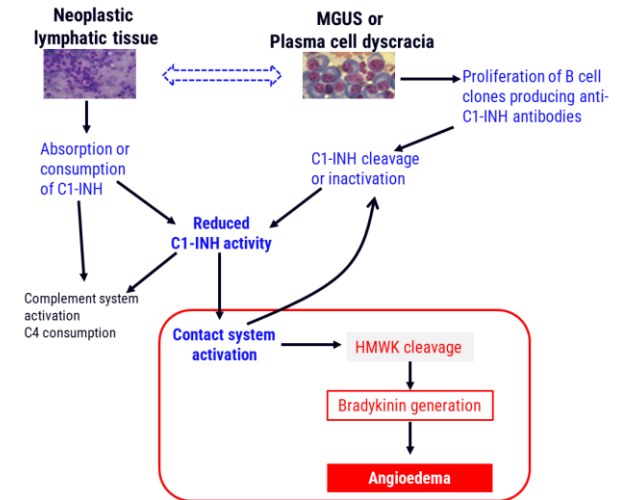 Neoplastic
lymphatic tissue
MGUS or
Plasma cell dyscracia
Proliferation of B cell
clones producing anti-
C1-INH antibodies
Absorption or
consumption
of C1-INH
C1-INH cleavage
or inactivation
Reduced
C1-INH activity
Complement system
activation
C4 consumption
Contact system
activation
HMWK cleavage
Bradykinin generation
Angioedema